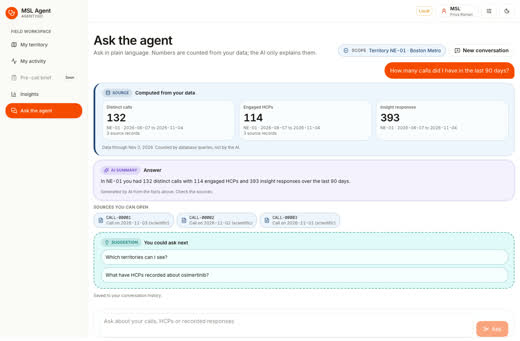 MSL Agent
AGENT HUB
FIELD WORKSPACE
My territory
My activity
Pre-call brief
Soon
Insights
Ask the agent
MSL
Ask the agent
Ask in plain language. Numbers are counted from your data; the AI only explains them.
SCOPE Territory NE-01 · Boston Metro
New conversation
How many calls did I have in the last 90 days?
SOURCE Computed from your data
Distinct calls
132
NE-01 · 2026-08-07 to 2026-11-04
3 source records
Engaged HCPs
114
NE-01 · 2026-08-07 to 2026-11-04
3 source records
Insight responses
393
NE-01 · 2026-08-07 to 2026-11-04
Data through Nov 3, 2026. Counted by database queries, not by the AI.
AI SUMMARY Answer
In NE-01 you had 132 distinct calls with 114 engaged HCPs and 393 insight responses over the last 90 days.
Generated by AI from the facts above. Check the sources.
SOURCES YOU CAN OPEN
CALL-00001
Call on 2026-11-03 (scientific)
CALL-00002
Call on 2026-11-02 (scientific)
CALL-00003
Call on 2026-11-01 (scientific)
SUGGESTION You could ask next
Which territories can I see?
What have HCPs recorded about osimertinib?
Saved to your conversation history.
Ask about your calls, HCPs or recorded responses
Ask